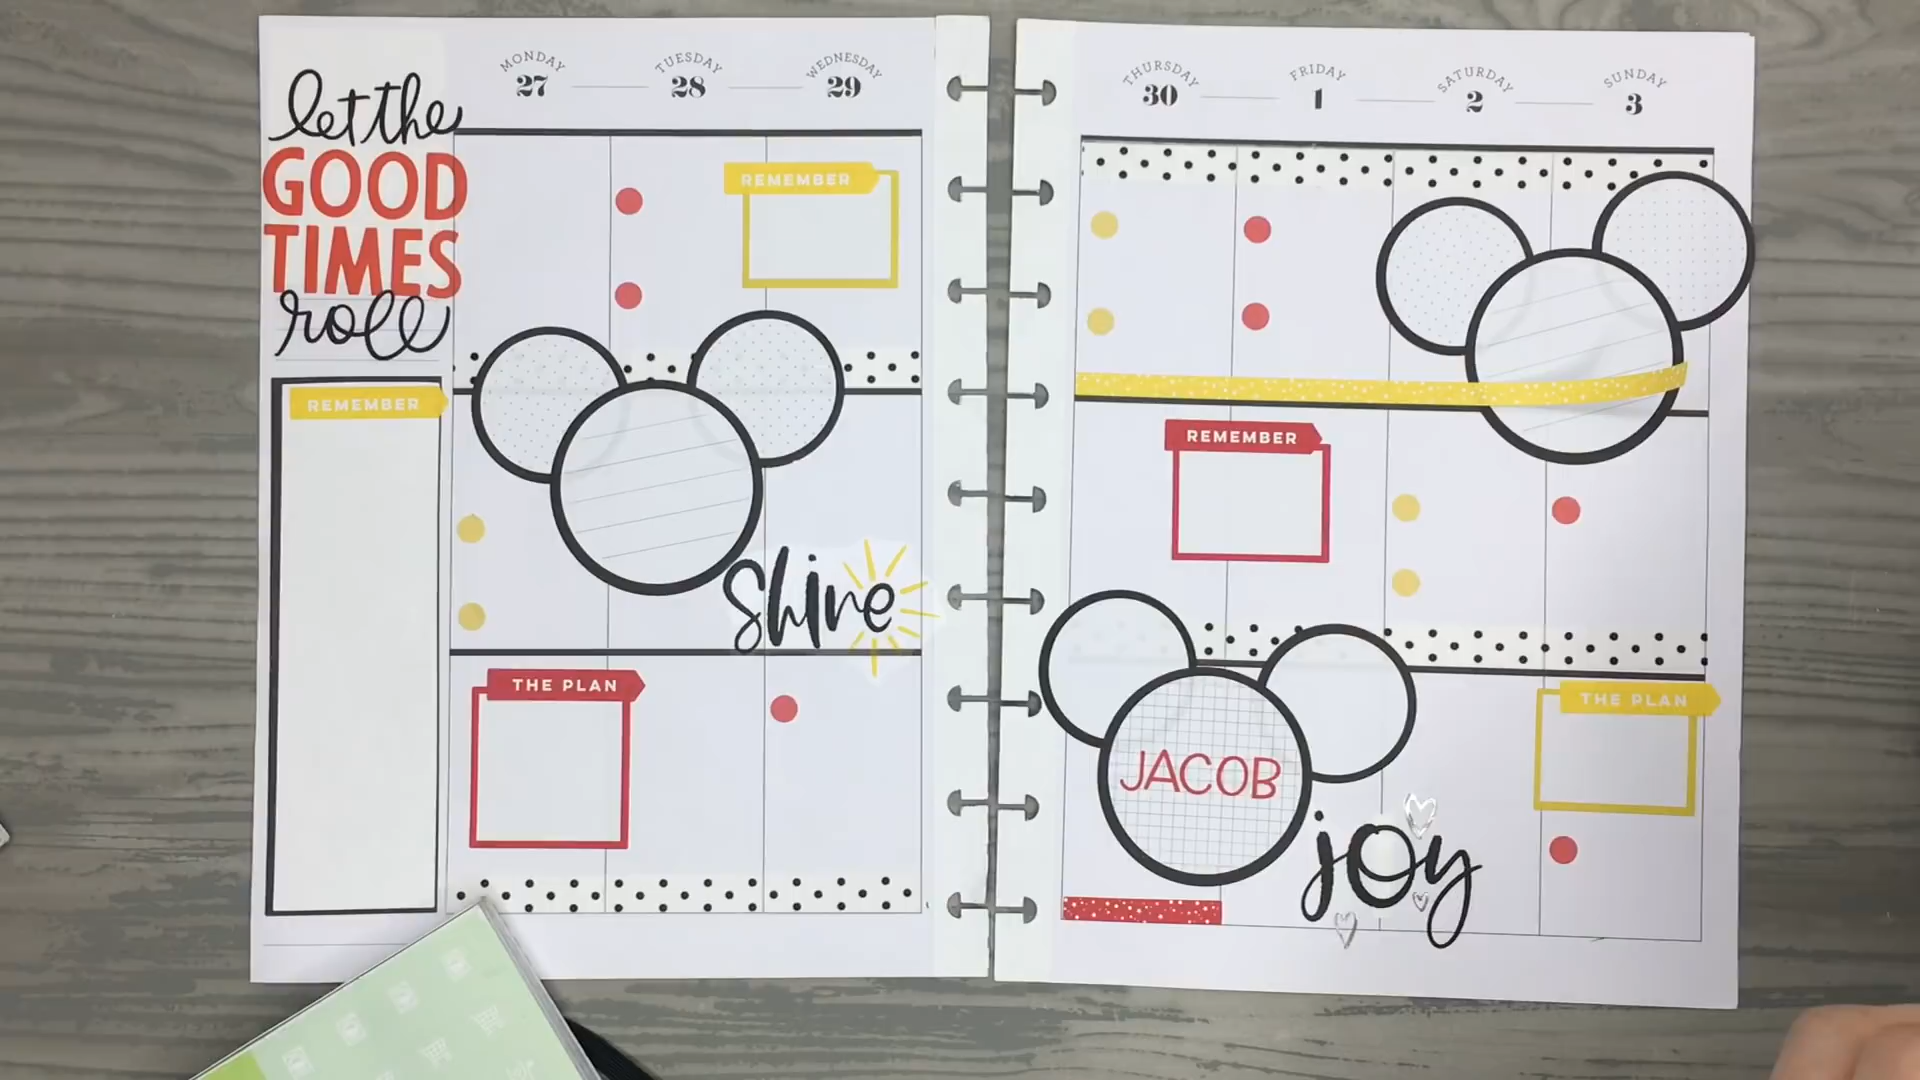 let the
GOOD
TIMES
roll
REMEMBER
MONDAY
27
TUESDAY
28
WEDNESDAY
29
REMEMBER
shine
THE PLAN
THURSDAY
30
FRIDAY
1
SATURDAY
2
SUNDAY
3
REMEMBER
JACOB
joy
THE PLAN